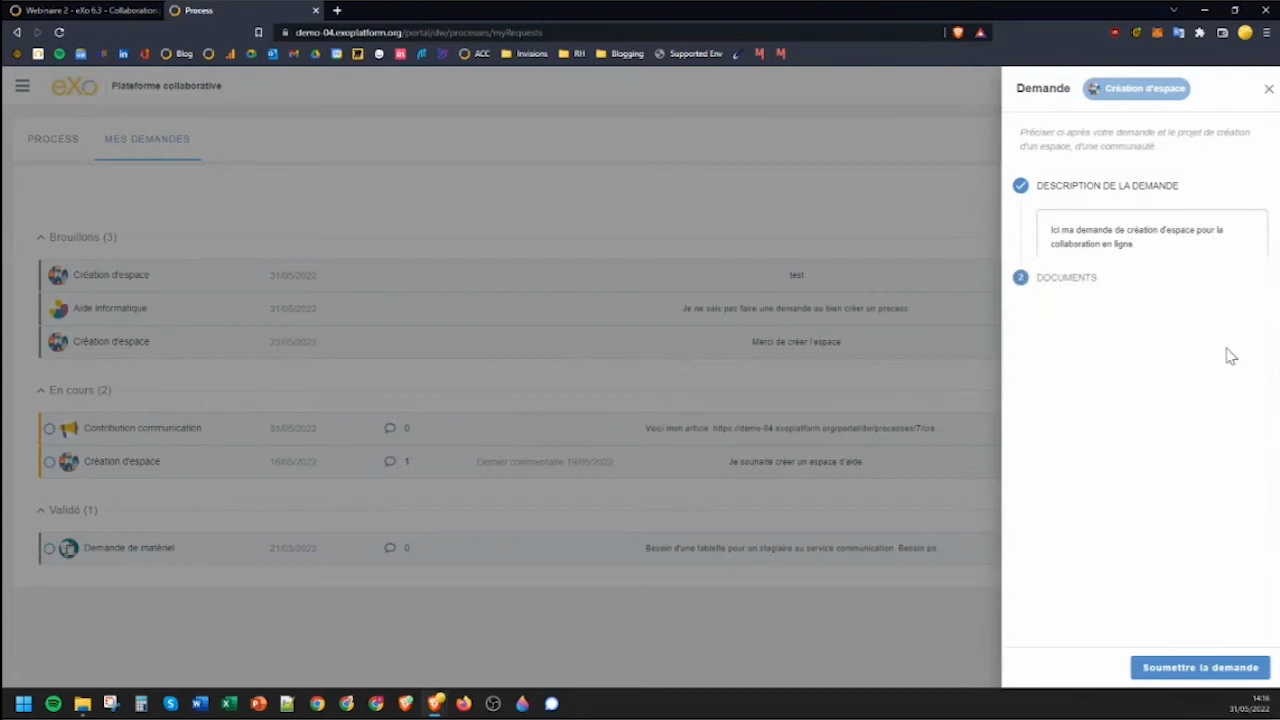 Webinaire 2 - eXo 6.3 - Collaboration
Process
demo-04.exoplatform.org/portal/dw/processes/myRequests
Blog
ACC
Invisions
RH
Blogging
Supported Env
eXo
Plateforme collaborative
PROCESS
MES DEMANDES
Brouillons (3)
Création d'espace 31/05/2022 test
Aide informatique 31/05/2022 Je ne sais pas faire une demande ou bien créer un process
Création d'espace 23/05/2022 Merci de créer l'espace
En cours (2)
Contribution communication 31/05/2022 0 Voici mon article https://demo-04.exoplatform.org/portal/dw/processes/7/cre...
Création d'espace 16/05/2022 1 Dernier commentaire 19/05/2022 Je souhaite créer un espace d'aide.
Validé (1)
Demande de matériel 21/03/2022 0 Besoin d'une tablette pour un stagiaire au service communication. Besoin po...
Demande
Création d'espace
Préciser ci-après votre demande et le projet de création
d'un espace, d'une communauté
DESCRIPTION DE LA DEMANDE
Ici ma demande de création d'espace pour la
collaboration en ligne
2 DOCUMENTS
Soumettre la demande
14:16
31/05/2022